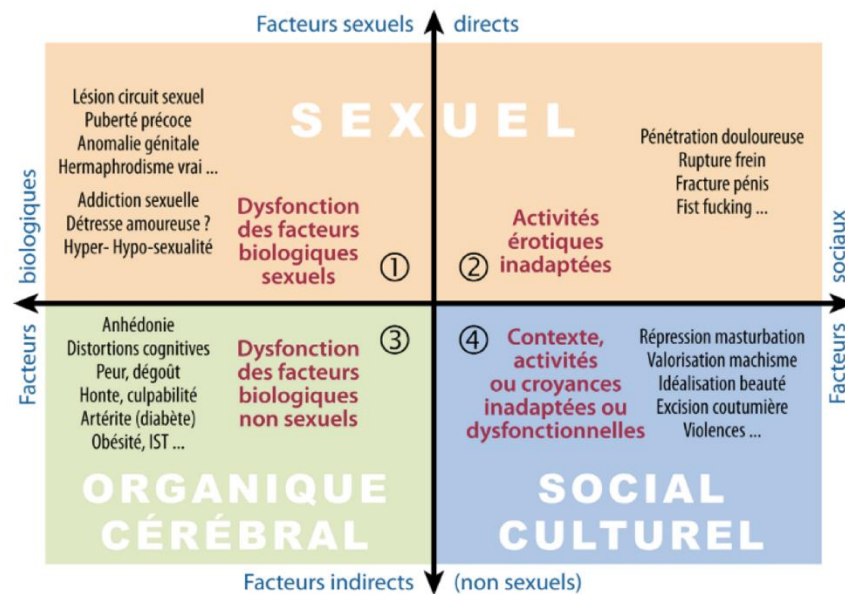 Facteurs sexuels directs
SEXUEL
Lésion circuit sexuel
Puberté précoce
Anomalie génitale
Hermaphrodisme vrai ...
Addiction sexuelle
Détresse amoureuse ?
Hyper- Hypo-sexualité
Dysfonction
des facteurs
biologiques
sexuels
①
②
Activités
érotiques
inadaptées
Pénétration douloureuse
Rupture frein
Fracture pénis
Fist fucking ...
Facteurs biologiques
Facteurs sociaux
Anhédonie
Distortions cognitives
Peur, dégoût
Honte, culpabilité
Artérite (diabète)
Obésité, IST ...
Dysfonction
des facteurs
biologiques
non sexuels
③
④
Contexte,
activités
ou croyances
inadaptées ou
dysfonctionnelles
Répression masturbation
Valorisation machisme
Idéalisation beauté
Excision coutumière
Violences ...
ORGANIQUE
CÉRÉBRAL
SOCIAL
CULTUREL
Facteurs indirects (non sexuels)